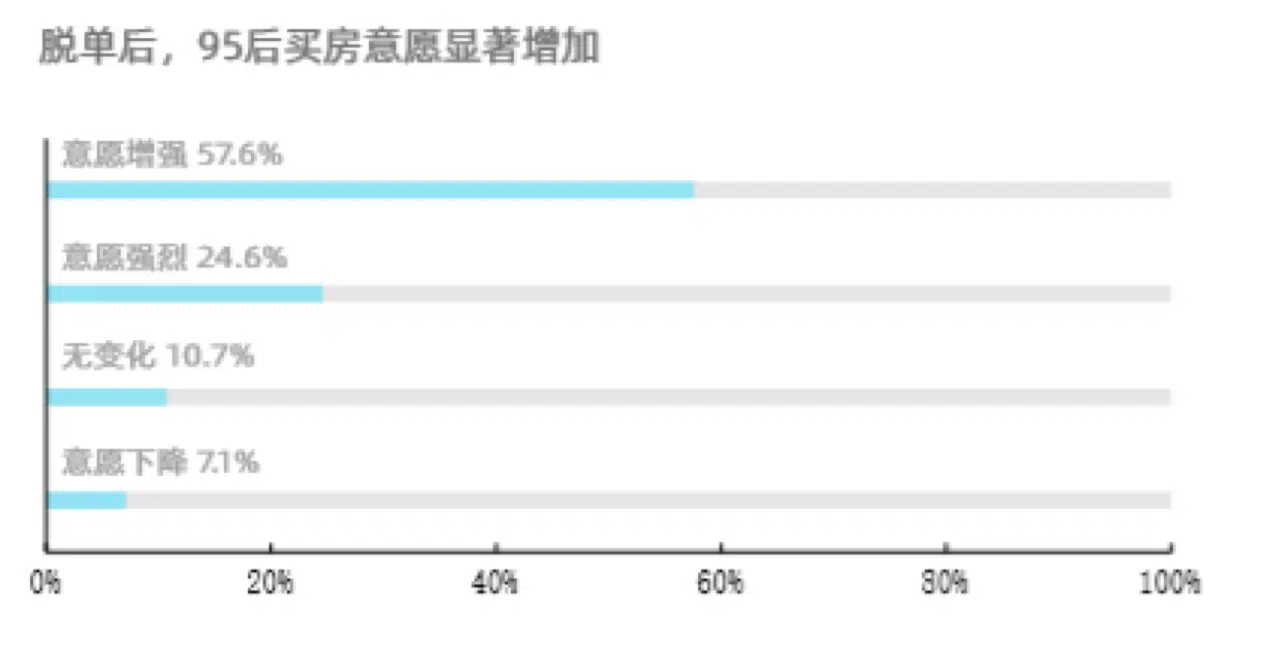 脱单后，95后买房意愿显著增加
意愿增强 57.6%
意愿强烈 24.6%
无变化 10.7%
意愿下降 7.1%
0% 20% 40% 60% 80% 100%